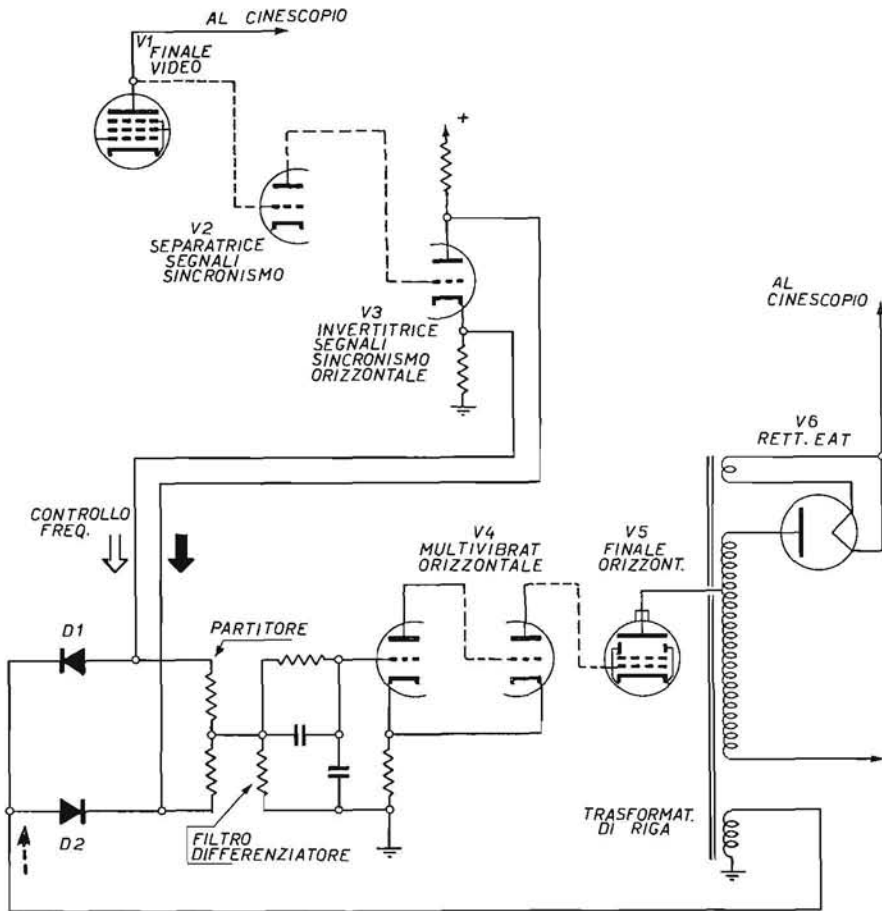 AL CINESCOPIO
V1
FINALE
VIDEO
+
V2
SEPARATRICE
SEGNALI
SINCRONISMO
V3
INVERTITRICE
SEGNALI
SINCRONISMO
ORIZZONTALE
AL
CINESCOPIO
V6
RETT. EAT
CONTROLLO
FREQ.
V4
MULTIVIBRAT
ORIZZONTALE
V5
FINALE
ORIZZONT.
D1
PARTITORE
D2
FILTRO
DIFFERENZIATORE
TRASFORMAT.
DI RIGA